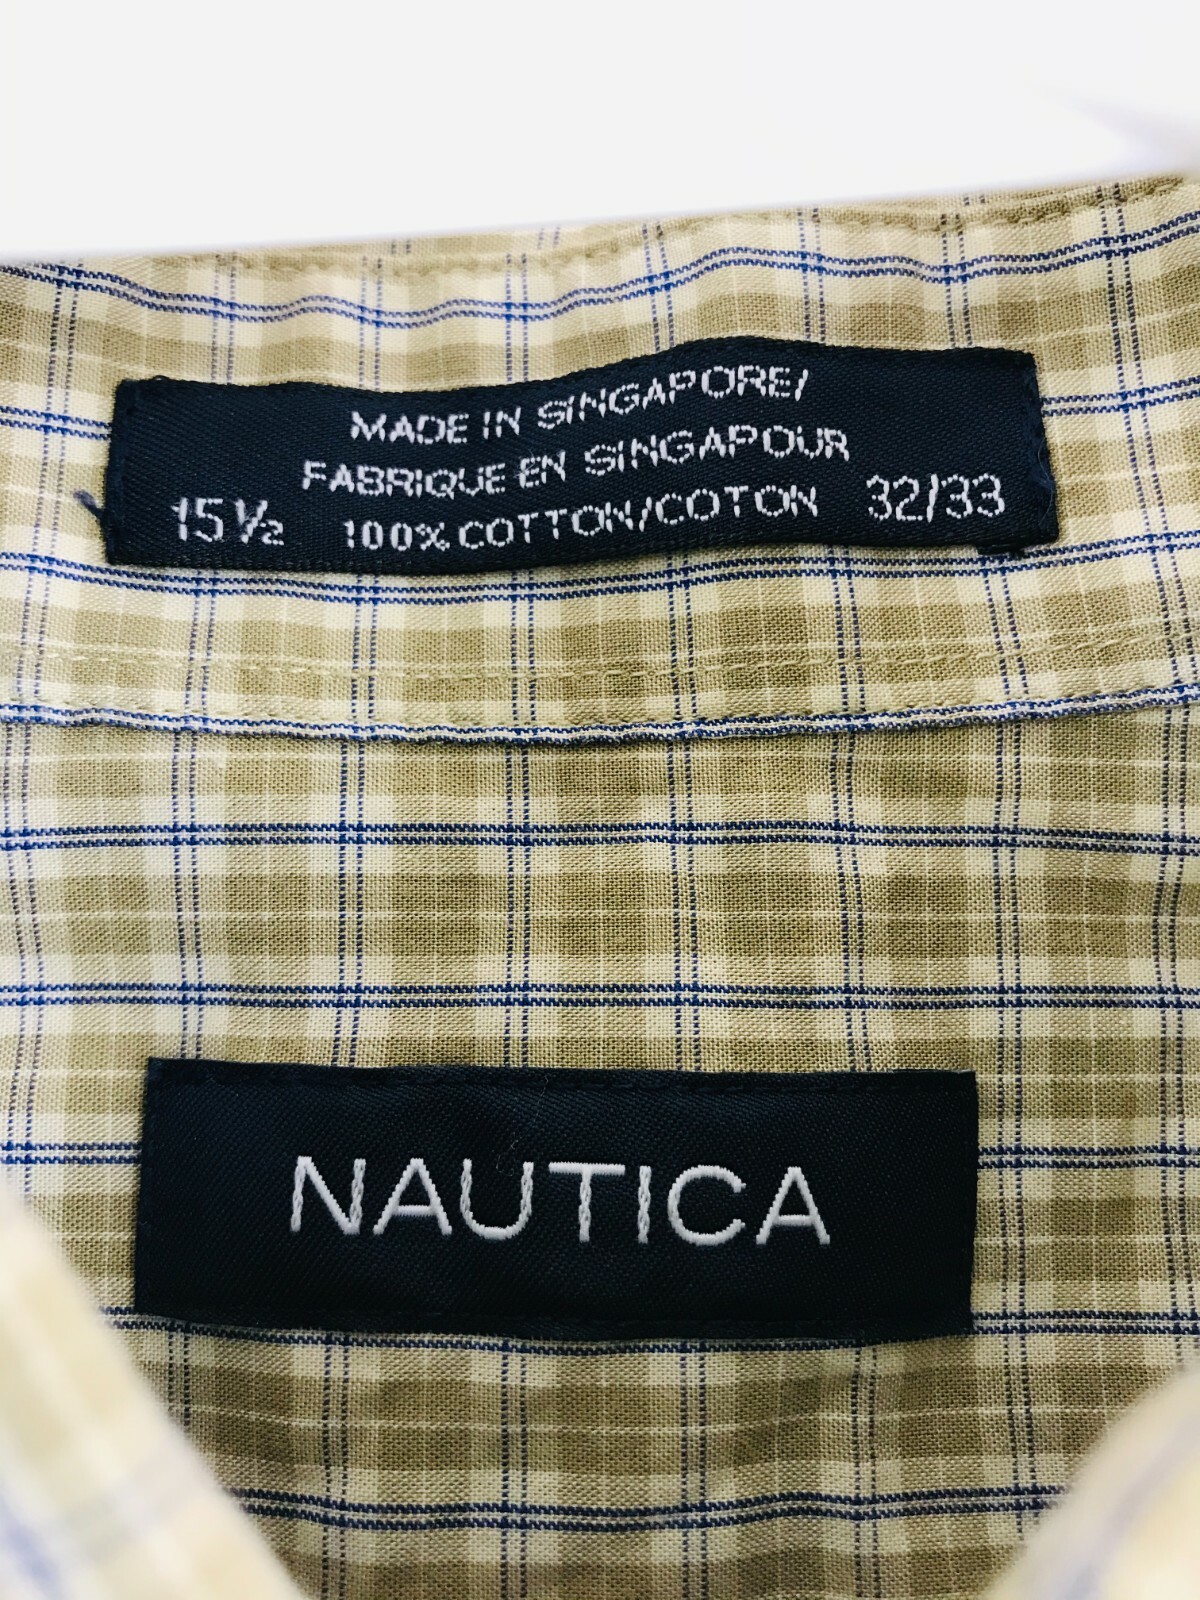 MADE IN SINGAPORE/
FABRIQUE EN SINGAPOUR
15 ½ 100% COTTON/COTON 32/33
NAUTICA